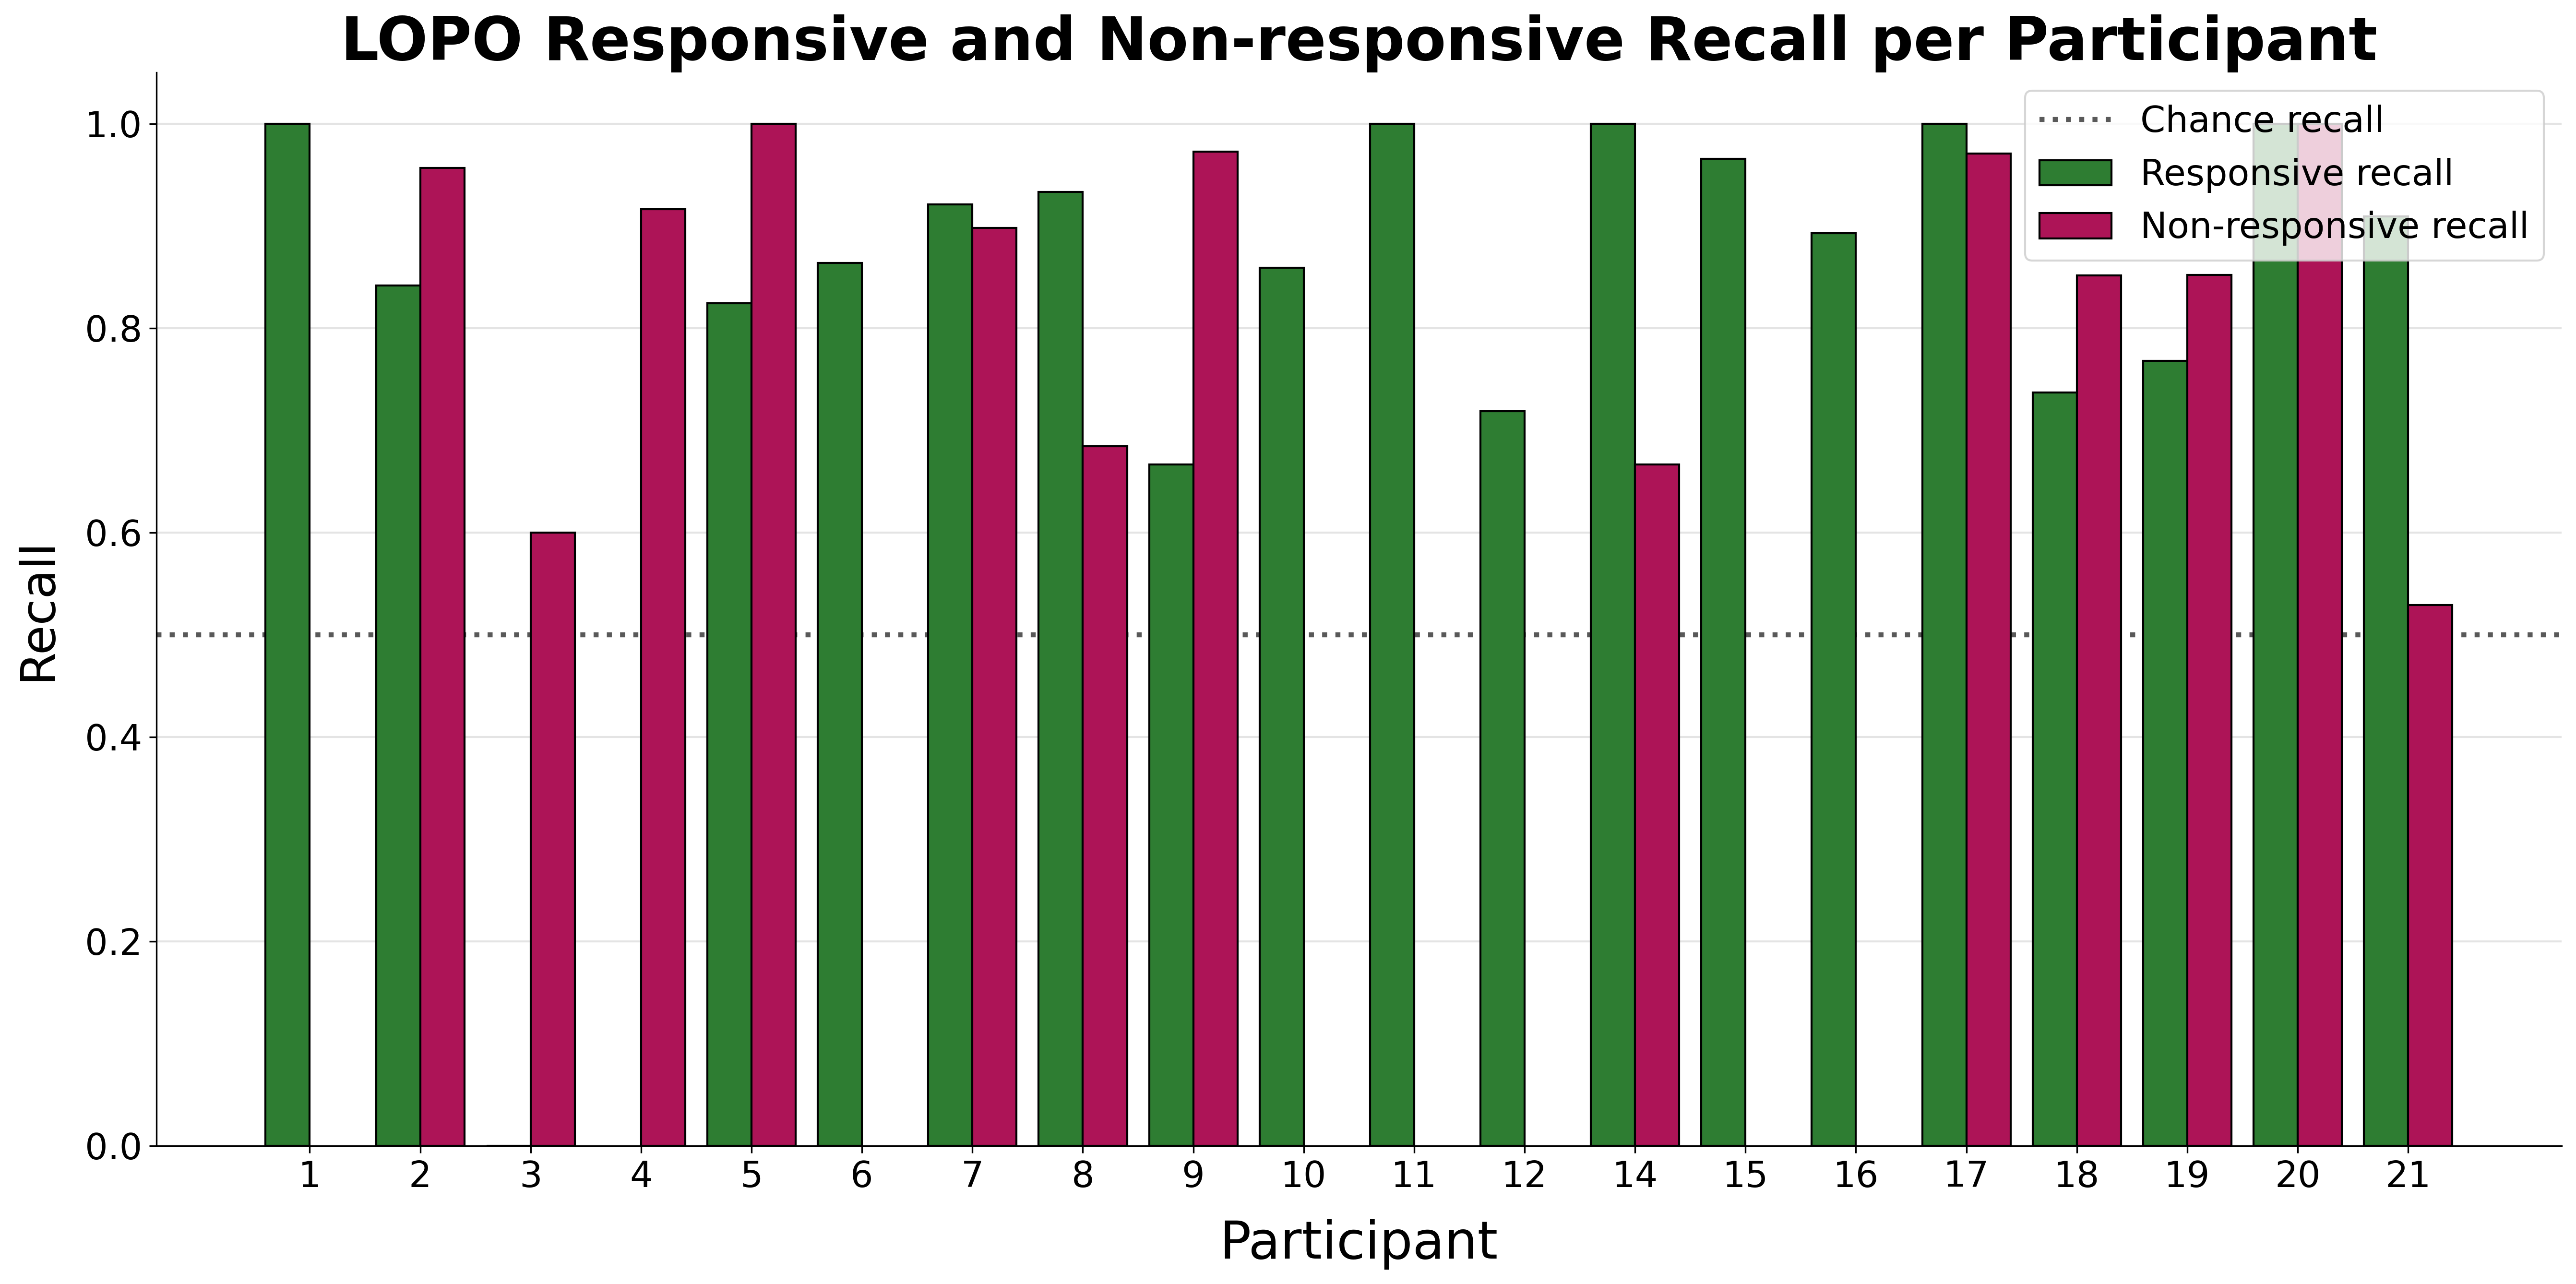 LOPO Responsive and Non-responsive Recall per Participant
Chance recall
Responsive recall
Non-responsive recall
Recall
1.0
0.8
0.6
0.4
0.2
0.0
1 2 3 4 5 6 7 8 9 10 11 12 14 15 16 17 18 19 20 21
Participant